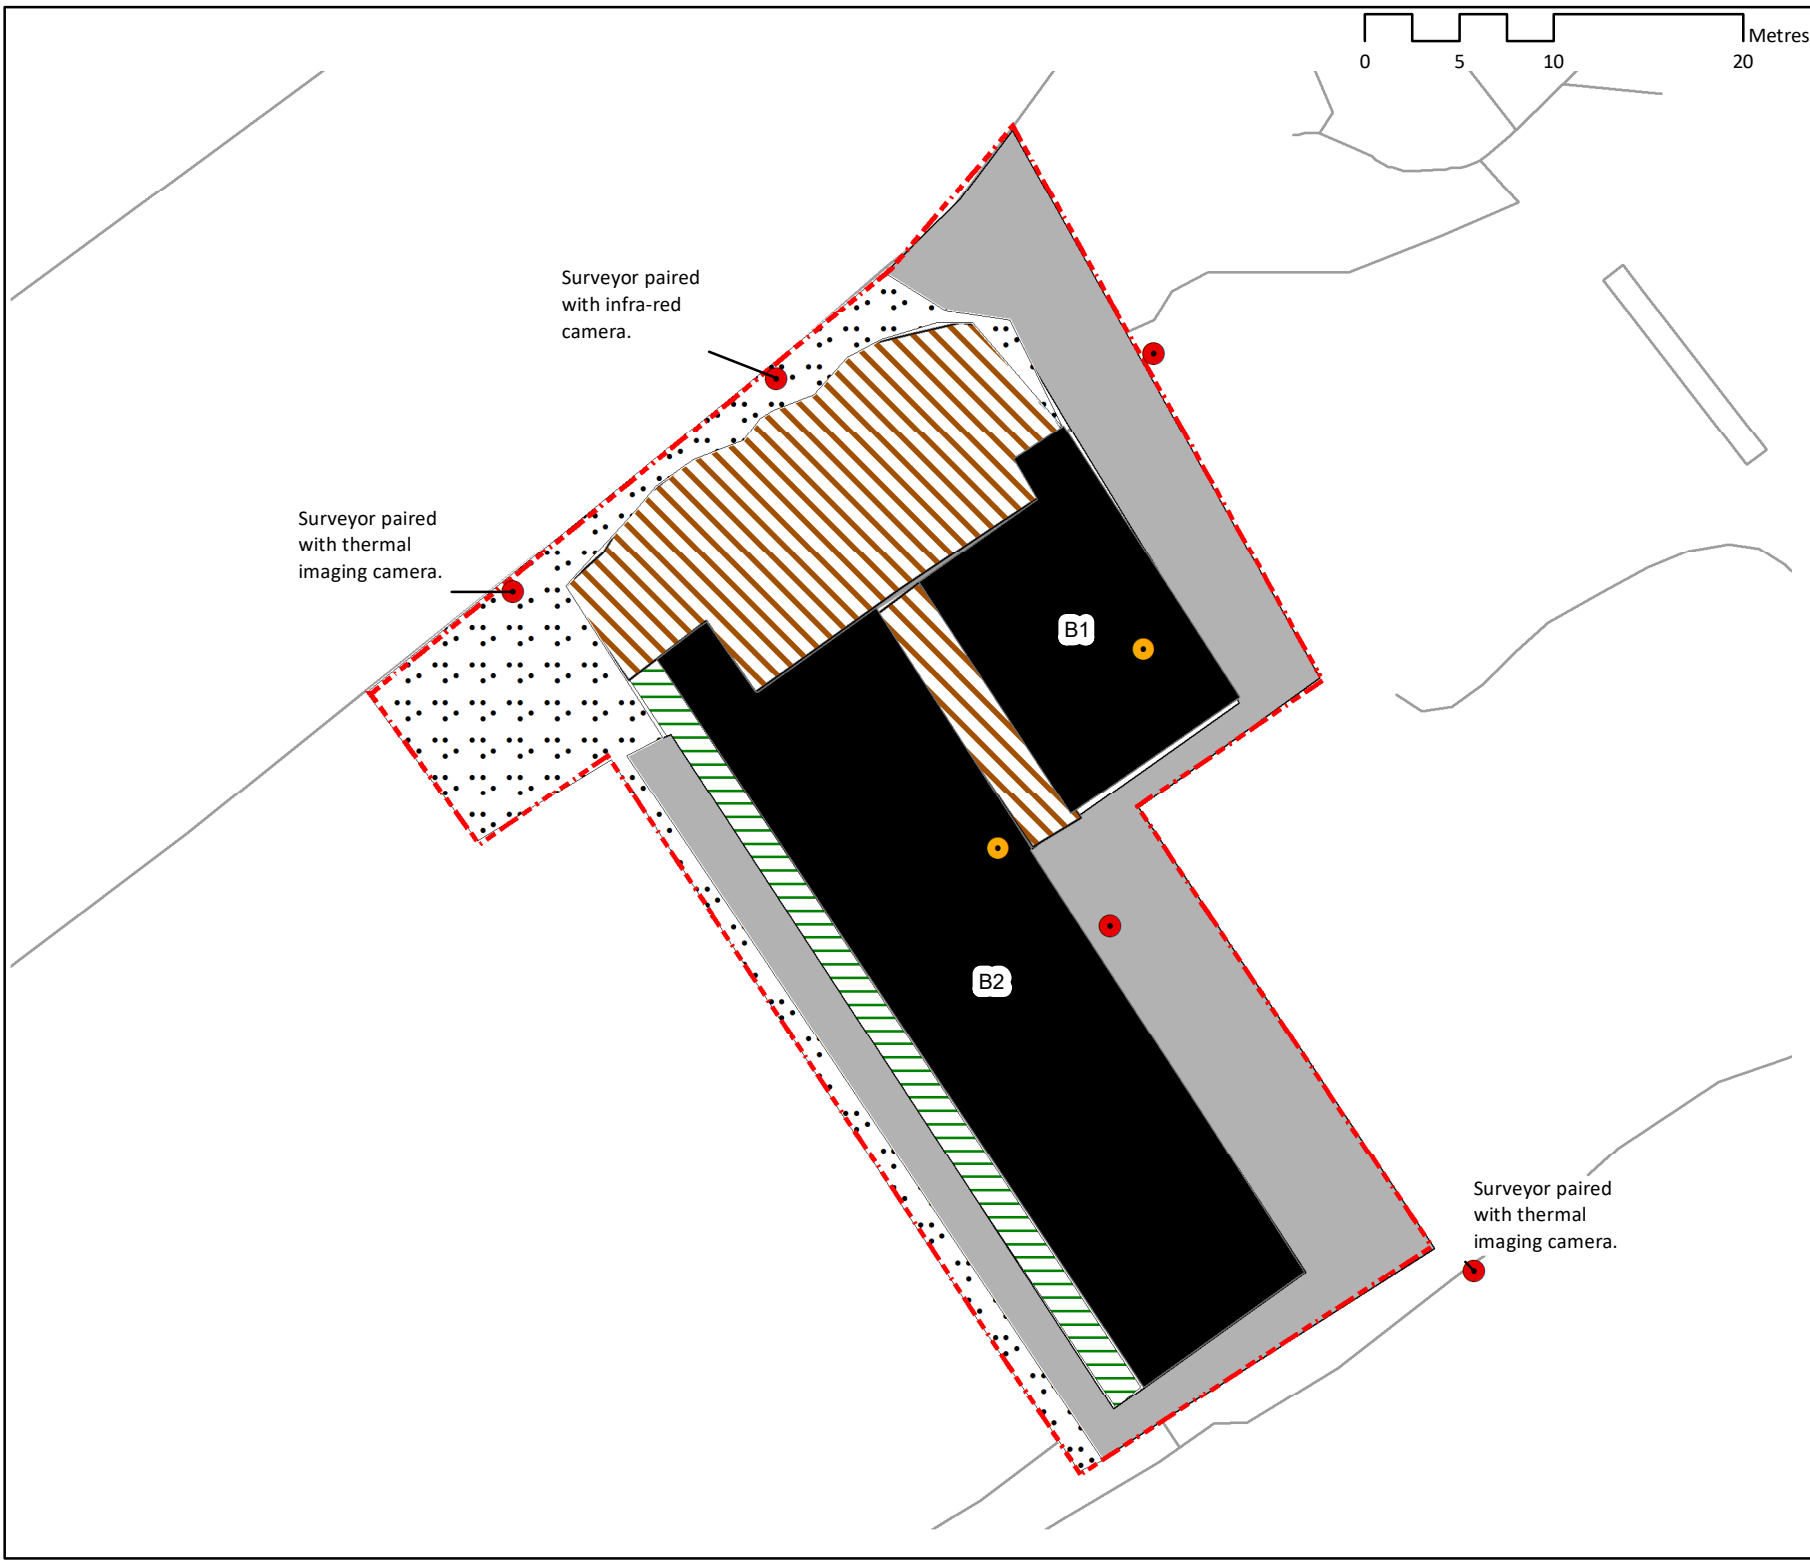 Metres
0 5 10 20
Surveyor paired
with infra-red
camera.
Surveyor paired
with thermal
imaging camera.
B1
B2
Surveyor paired
with thermal
imaging camera.